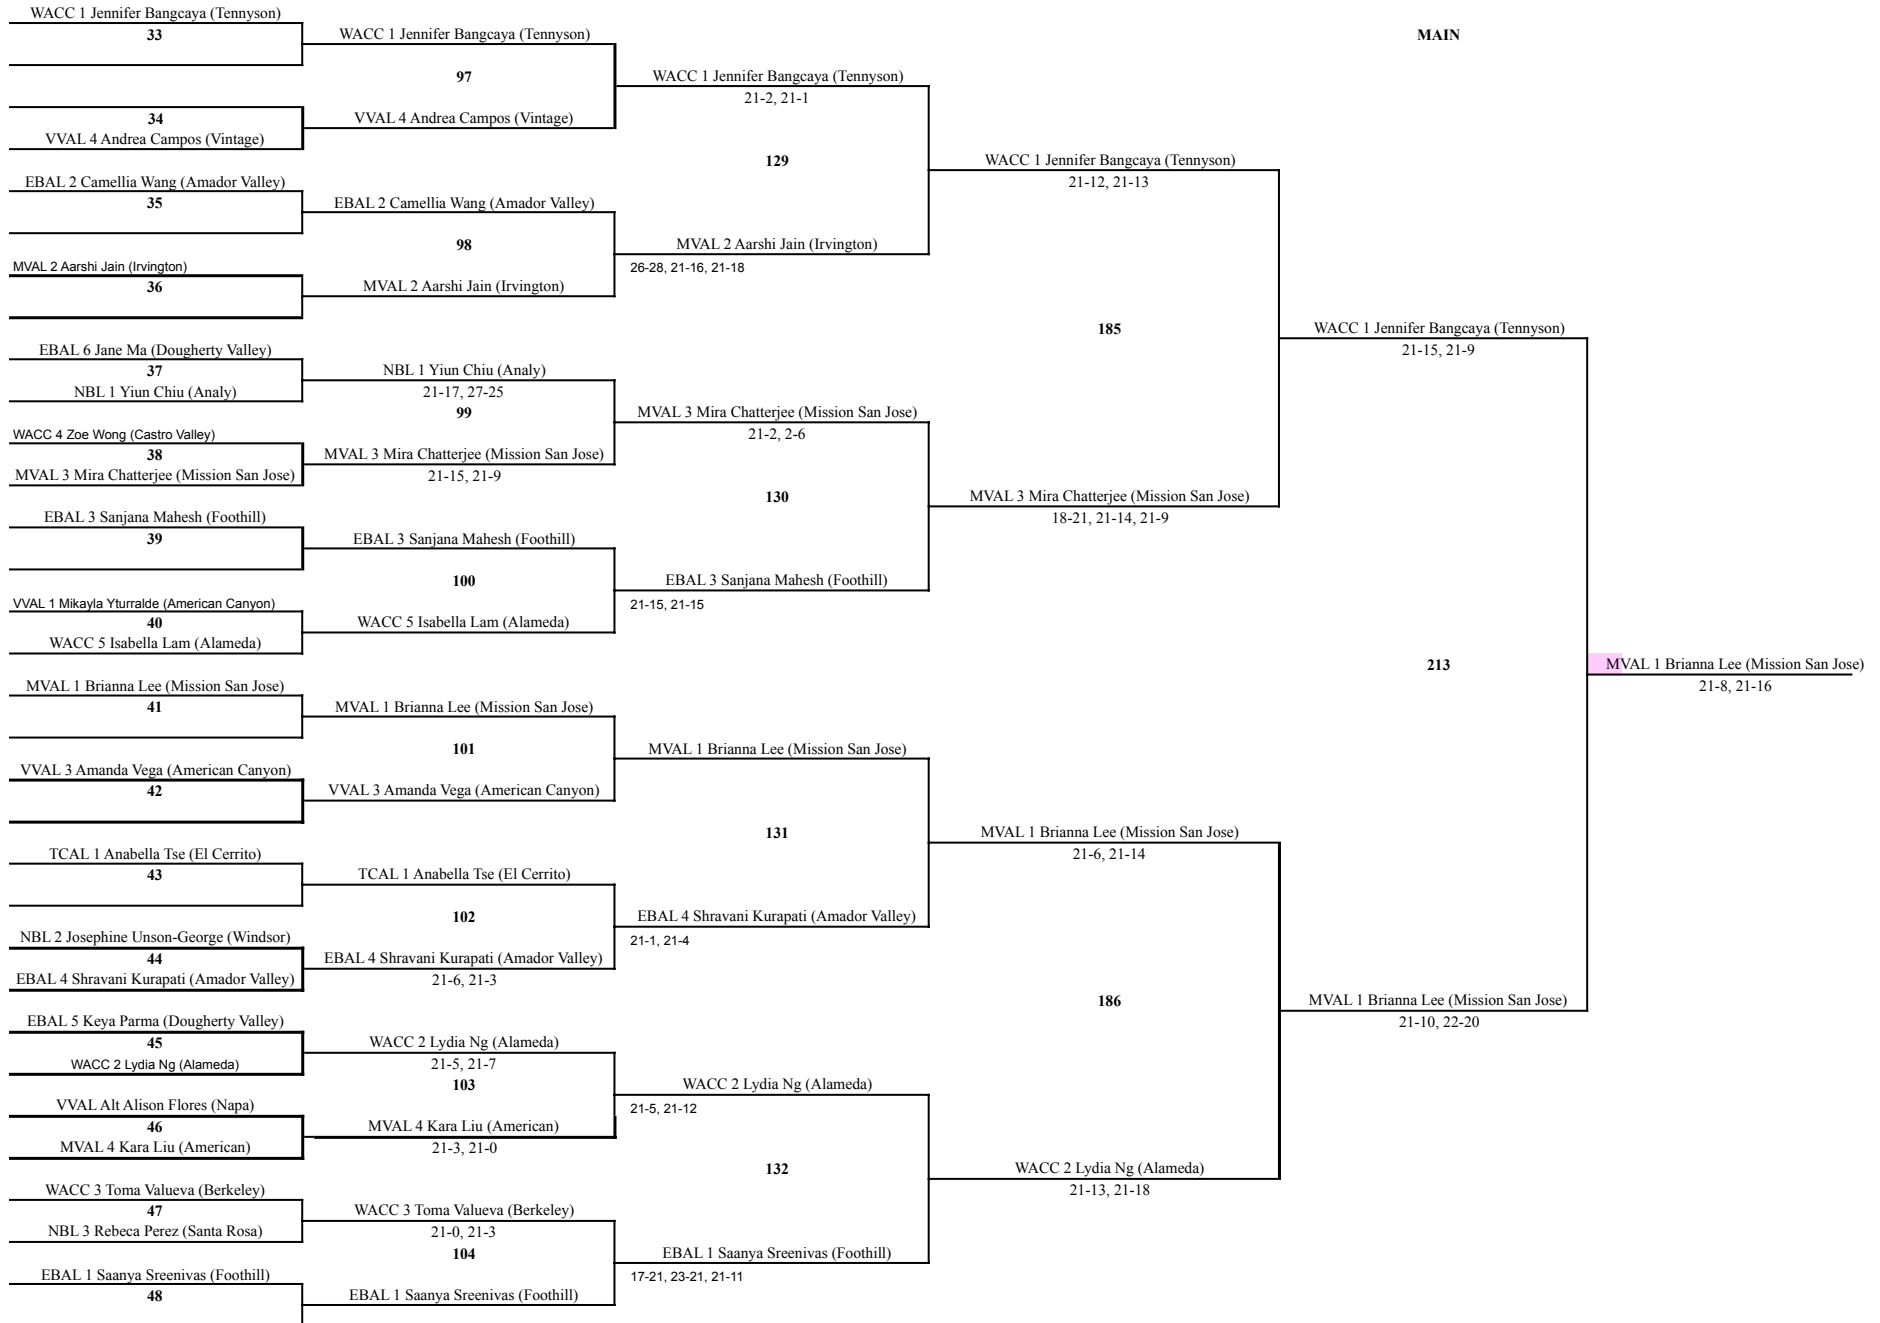 WACC 1 Jennifer Bangcaya (Tennyson)
33
VVAL 4 Andrea Campos (Vintage)
34
EBAL 2 Camellia Wang (Amador Valley)
35
MVAL 2 Aarshi Jain (Irvington)
36
EBAL 6 Jane Ma (Dougherty Valley)
37
NBL 1 Yiun Chiu (Analy)
WACC 4 Zoe Wong (Castro Valley)
38
MVAL 3 Mira Chatterjee (Mission San Jose)
EBAL 3 Sanjana Mahesh (Foothill)
39
VVAL 1 Mikayla Yturralde (American Canyon)
40
WACC 5 Isabella Lam (Alameda)
MVAL 1 Brianna Lee (Mission San Jose)
41
VVAL 3 Amanda Vega (American Canyon)
42
TCAL 1 Anabella Tse (El Cerrito)
43
NBL 2 Josephine Unson-George (Windsor)
44
EBAL 4 Shravani Kurapati (Amador Valley)
EBAL 5 Keya Parma (Dougherty Valley)
45
WACC 2 Lydia Ng (Alameda)
VVAL Alt Alison Flores (Napa)
46
MVAL 4 Kara Liu (American)
WACC 3 Toma Valueva (Berkeley)
47
NBL 3 Rebeca Perez (Santa Rosa)
EBAL 1 Saanya Sreenivas (Foothill)
48
WACC 1 Jennifer Bangcaya (Tennyson)
97
VVAL 4 Andrea Campos (Vintage)
EBAL 2 Camellia Wang (Amador Valley)
98
MVAL 2 Aarshi Jain (Irvington)
NBL 1 Yiun Chiu (Analy)
21-17, 27-25
99
MVAL 3 Mira Chatterjee (Mission San Jose)
21-15, 21-9
EBAL 3 Sanjana Mahesh (Foothill)
100
WACC 5 Isabella Lam (Alameda)
MVAL 1 Brianna Lee (Mission San Jose)
101
VVAL 3 Amanda Vega (American Canyon)
TCAL 1 Anabella Tse (El Cerrito)
102
EBAL 4 Shravani Kurapati (Amador Valley)
21-6, 21-3
WACC 2 Lydia Ng (Alameda)
21-5, 21-7
103
MVAL 4 Kara Liu (American)
21-3, 21-0
WACC 3 Toma Valueva (Berkeley)
21-0, 21-3
104
EBAL 1 Saanya Sreenivas (Foothill)
WACC 1 Jennifer Bangcaya (Tennyson)
21-2, 21-1
129
MVAL 2 Aarshi Jain (Irvington)
26-28, 21-16, 21-18
MVAL 3 Mira Chatterjee (Mission San Jose)
21-2, 2-6
130
EBAL 3 Sanjana Mahesh (Foothill)
21-15, 21-15
MVAL 1 Brianna Lee (Mission San Jose)
131
EBAL 4 Shravani Kurapati (Amador Valley)
21-1, 21-4
WACC 2 Lydia Ng (Alameda)
21-5, 21-12
132
EBAL 1 Saanya Sreenivas (Foothill)
17-21, 23-21, 21-11
WACC 1 Jennifer Bangcaya (Tennyson)
21-12, 21-13
185
MVAL 3 Mira Chatterjee (Mission San Jose)
18-21, 21-14, 21-9
MVAL 1 Brianna Lee (Mission San Jose)
21-6, 21-14
186
WACC 2 Lydia Ng (Alameda)
21-13, 21-18
MAIN
WACC 1 Jennifer Bangcaya (Tennyson)
21-15, 21-9
213
MVAL 1 Brianna Lee (Mission San Jose)
21-10, 22-20
MVAL 1 Brianna Lee (Mission San Jose)
21-8, 21-16